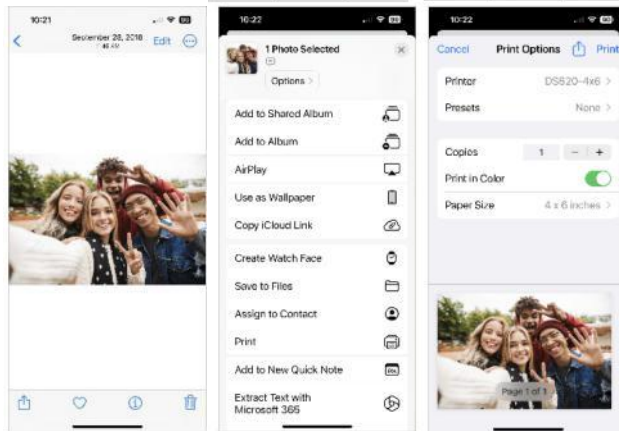 10:21
September 28, 2018
Edit
10:22
1 Photo Selected
Options >
Add to Shared Album
Add to Album
AirPlay
Use as Wallpaper
Copy iCloud Link
Create Watch Face
Save to Files
Assign to Contact
Print
Add to New Quick Note
Extract Text with
Microsoft 365
10:22
Cancel
Print Options
Print
Printer
DS620-4x6 >
Presets
None >
Copies
1
- +
Print in Color
Paper Size
4 x 6 inches >
Page 1 of 1